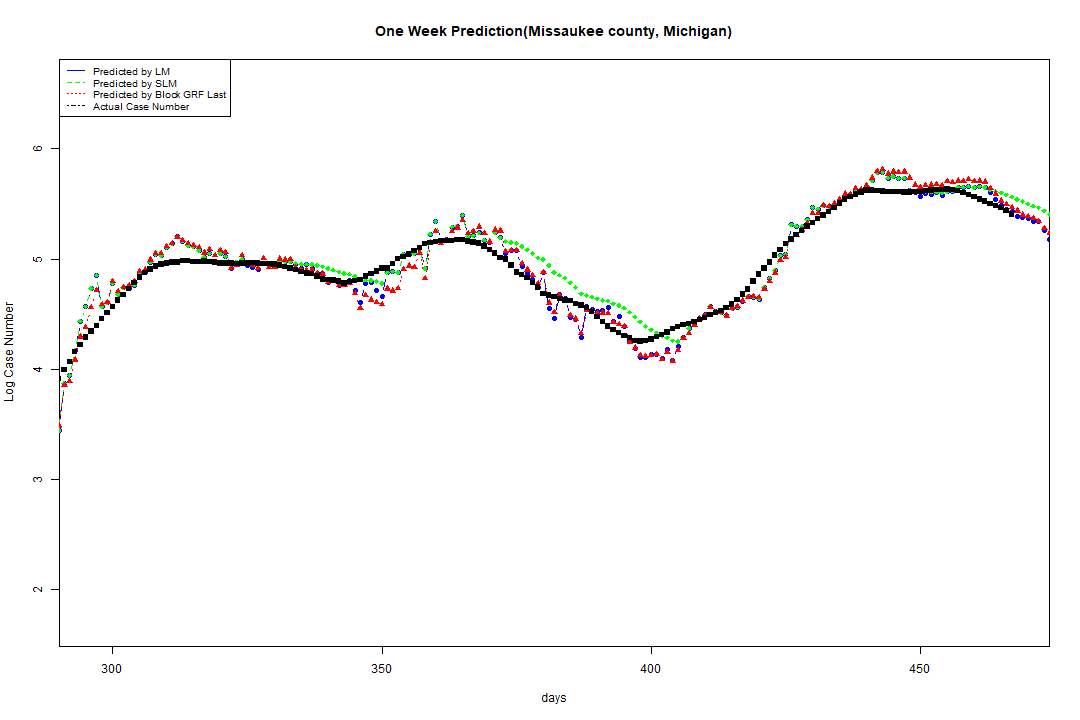 One Week Prediction(Missaukee county, Michigan)
Predicted by LM
Predicted by SLM
Predicted by Block GRF Last
Actual Case Number
6
5
4
3
2
Log Case Number
300
350
400
450
days